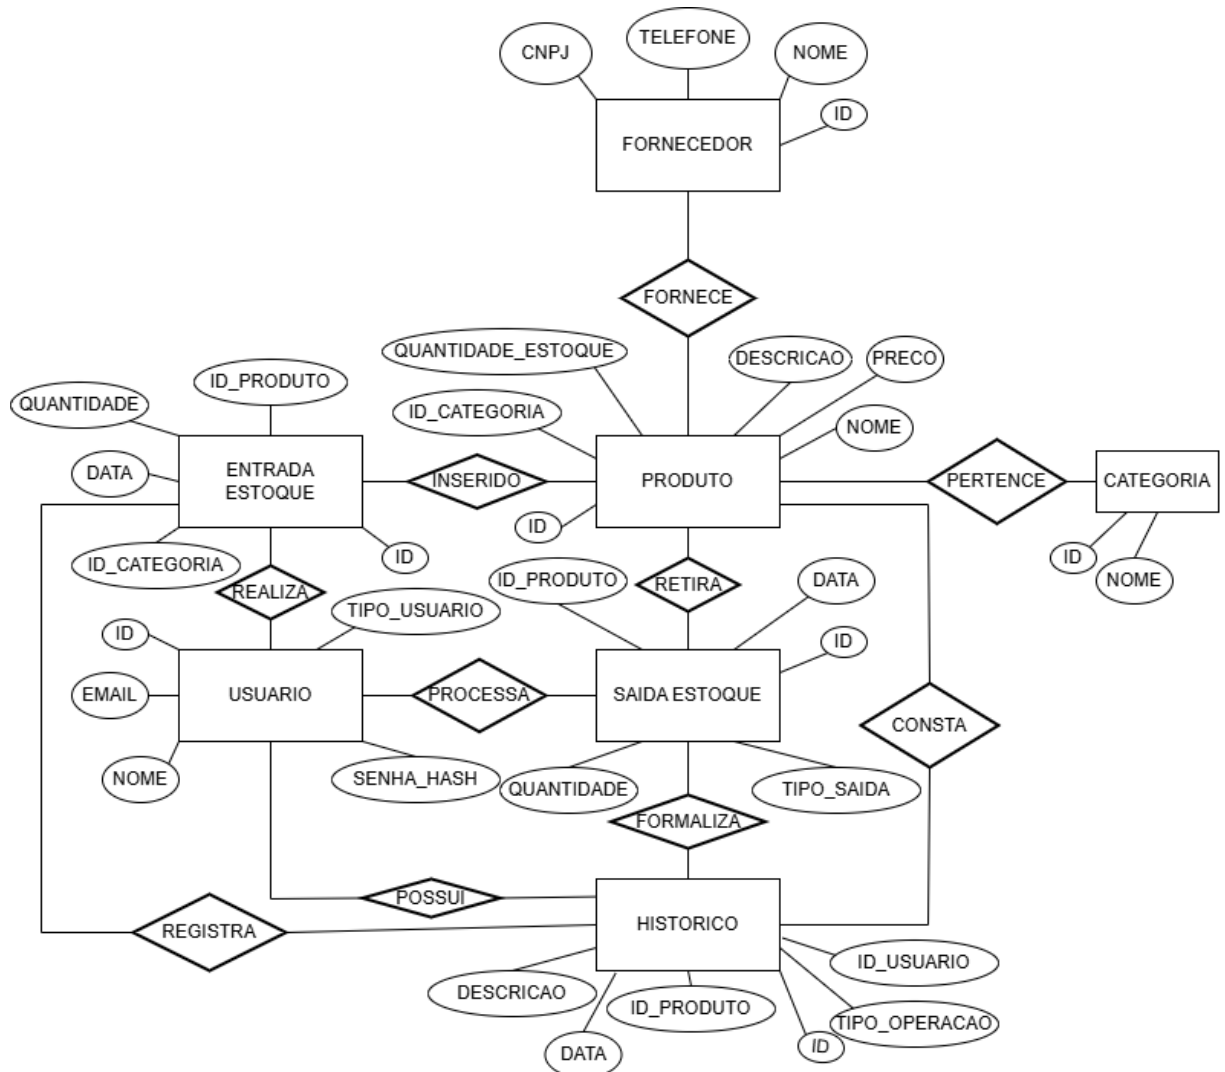 TELEFONE
CNPJ
NOME
ID
FORNECEDOR
FORNECE
QUANTIDADE_ESTOQUE
DESCRICAO
PRECO
ID_PRODUTO
QUANTIDADE
ID_CATEGORIA
NOME
DATA
ENTRADA
ESTOQUE
INSERIDO
PRODUTO
PERTENCE
CATEGORIA
ID
ID_CATEGORIA
ID
ID
NOME
REALIZA
ID_PRODUTO
RETIRA
DATA
TIPO_USUARIO
ID
ID
EMAIL
USUARIO
PROCESSA
SAIDA ESTOQUE
CONSTA
NOME
SENHA_HASH
QUANTIDADE
TIPO_SAIDA
FORMALIZA
POSSUI
REGISTRA
HISTORICO
ID_USUARIO
DESCRICAO
ID_PRODUTO
TIPO_OPERACAO
DATA
ID